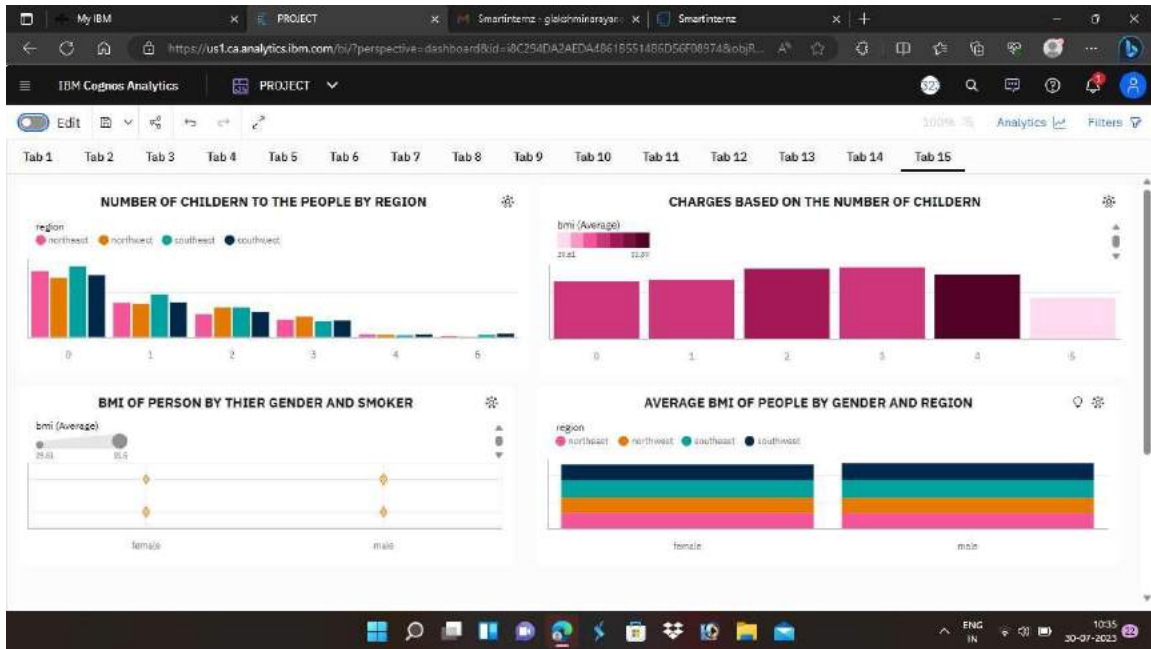 My IBM
PROJECT
Smartinternz - glakshminarayan
Smartinternz
https://us1.ca.analytics.ibm.com/bi/?perspective=dashboard&id=
IBM Cognos Analytics
PROJECT
Edit
100%
Analytics
Filters
Tab 1 Tab 2 Tab 3 Tab 4 Tab 5 Tab 6 Tab 7 Tab 8 Tab 9 Tab 10 Tab 11 Tab 12 Tab 13 Tab 14 Tab 15
NUMBER OF CHILDERN TO THE PEOPLE BY REGION
region
northeast northwest southeast southwest
0 1 2 3 4 5
CHARGES BASED ON THE NUMBER OF CHILDERN
bmi (Average)
0 1 2 3 4 5
BMI OF PERSON BY THIER GENDER AND SMOKER
bmi (Average)
female male
AVERAGE BMI OF PEOPLE BY GENDER AND REGION
region
northeast northwest southeast southwest
female male
ENG
IN
10:35
30-07-2023
22